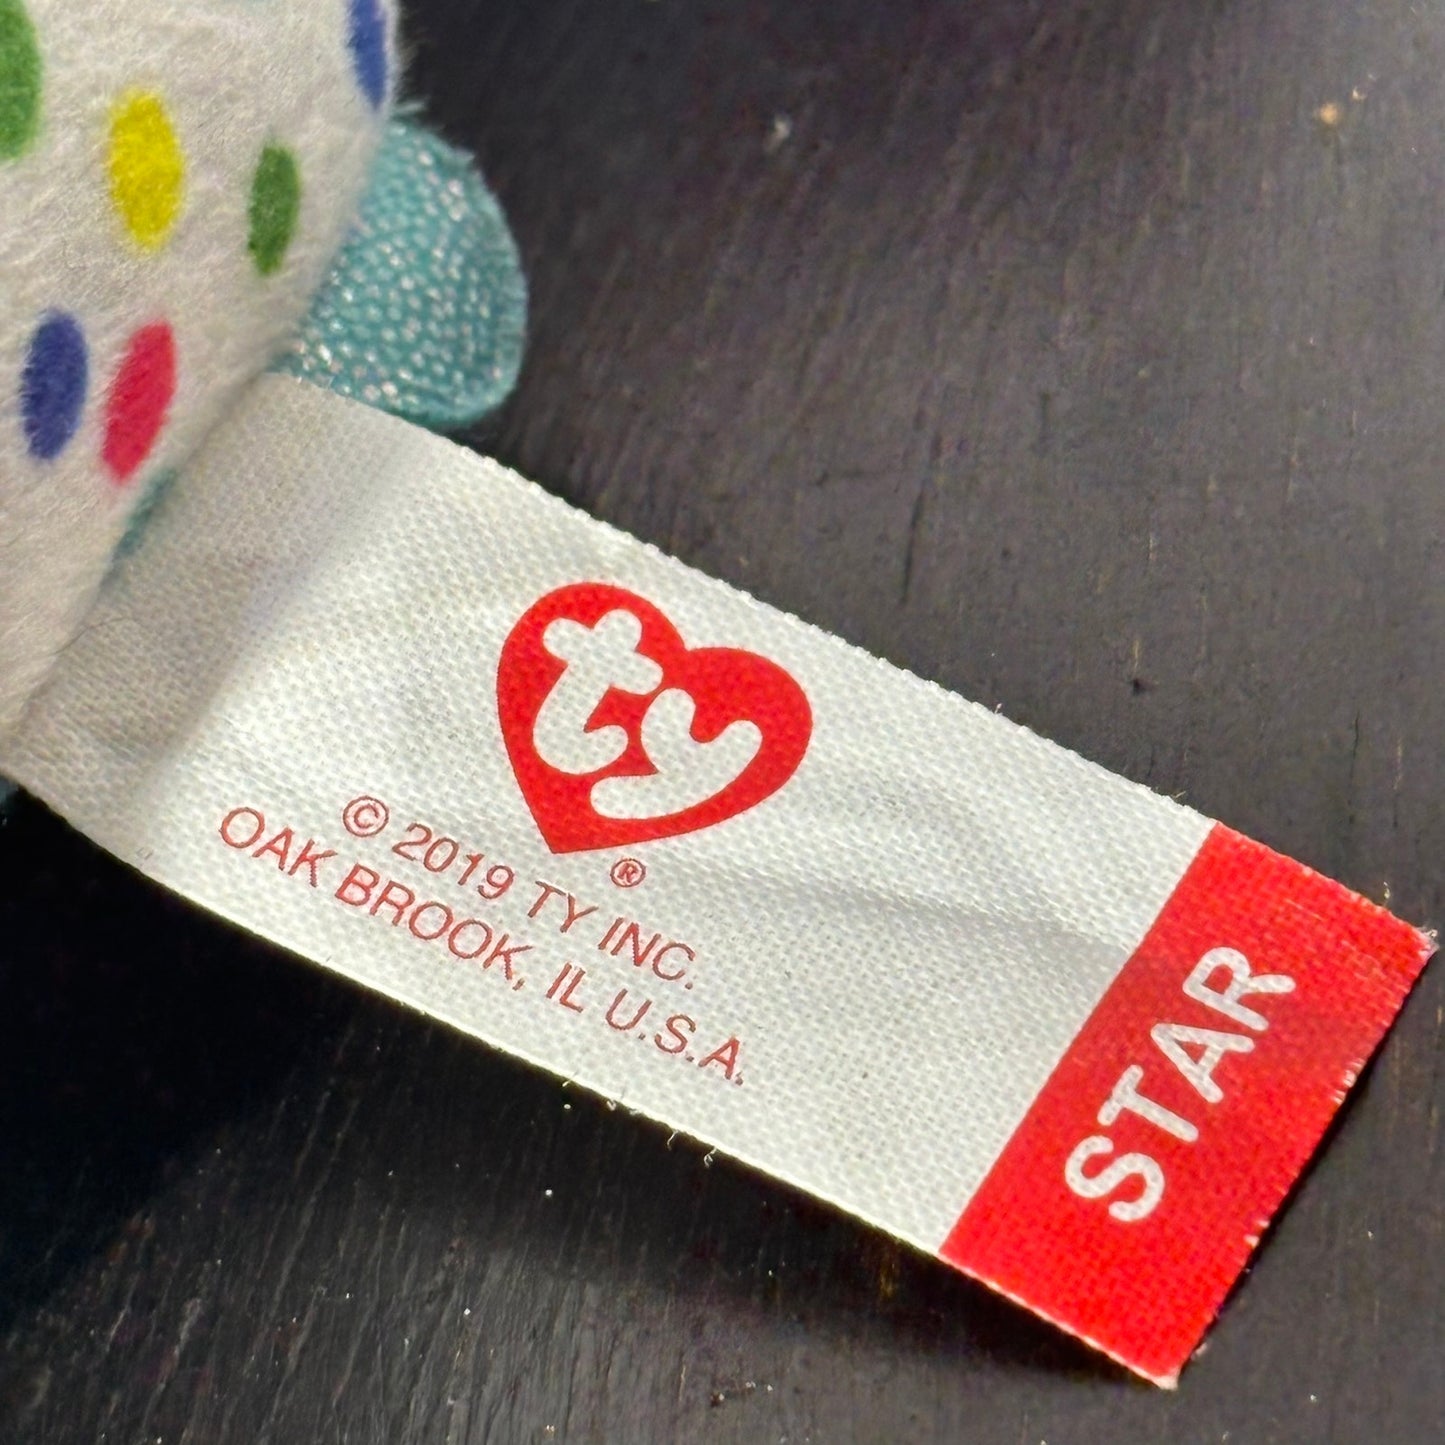 ty
®
© 2019 TY INC.
OAK BROOK, IL U.S.A.
STAR